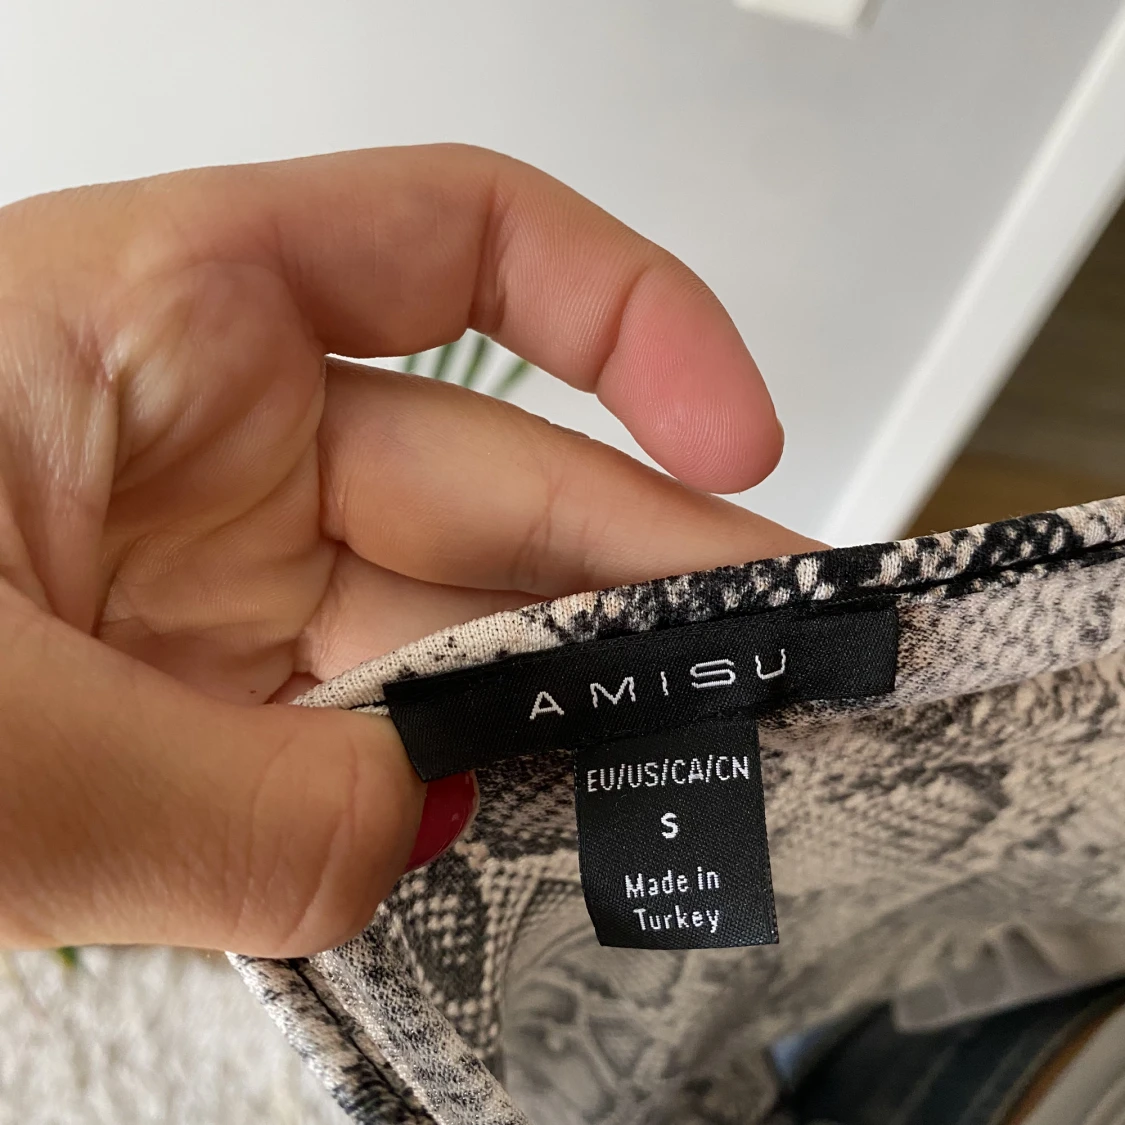 AMISU
EU/US/CA/CN
S
Made in
Turkey